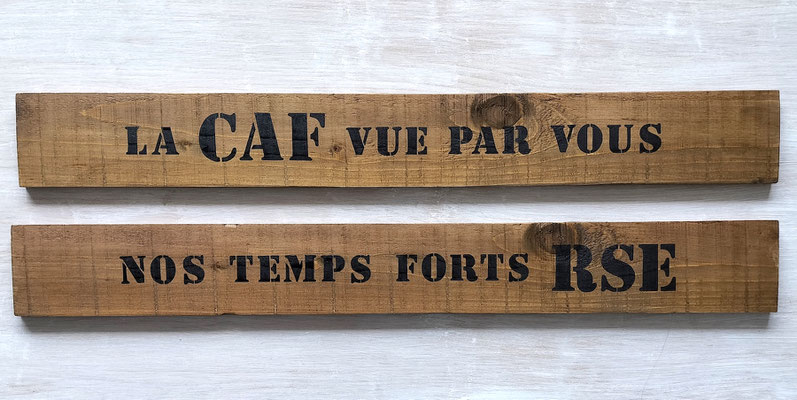 LA CAF VUE PAR VOUS
NOS TEMPS FORTS RSE